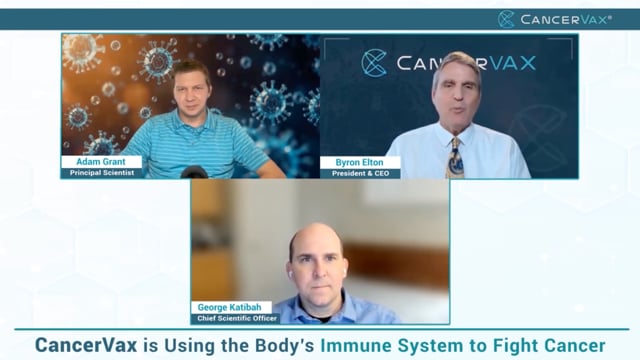 CANCERVAX®
CANCERVAX
Adam Grant
Principal Scientist
Byron Elton
President & CEO
George Katibah
Chief Scientific Officer
CancerVax is Using the Body's Immune System to Fight Cancer